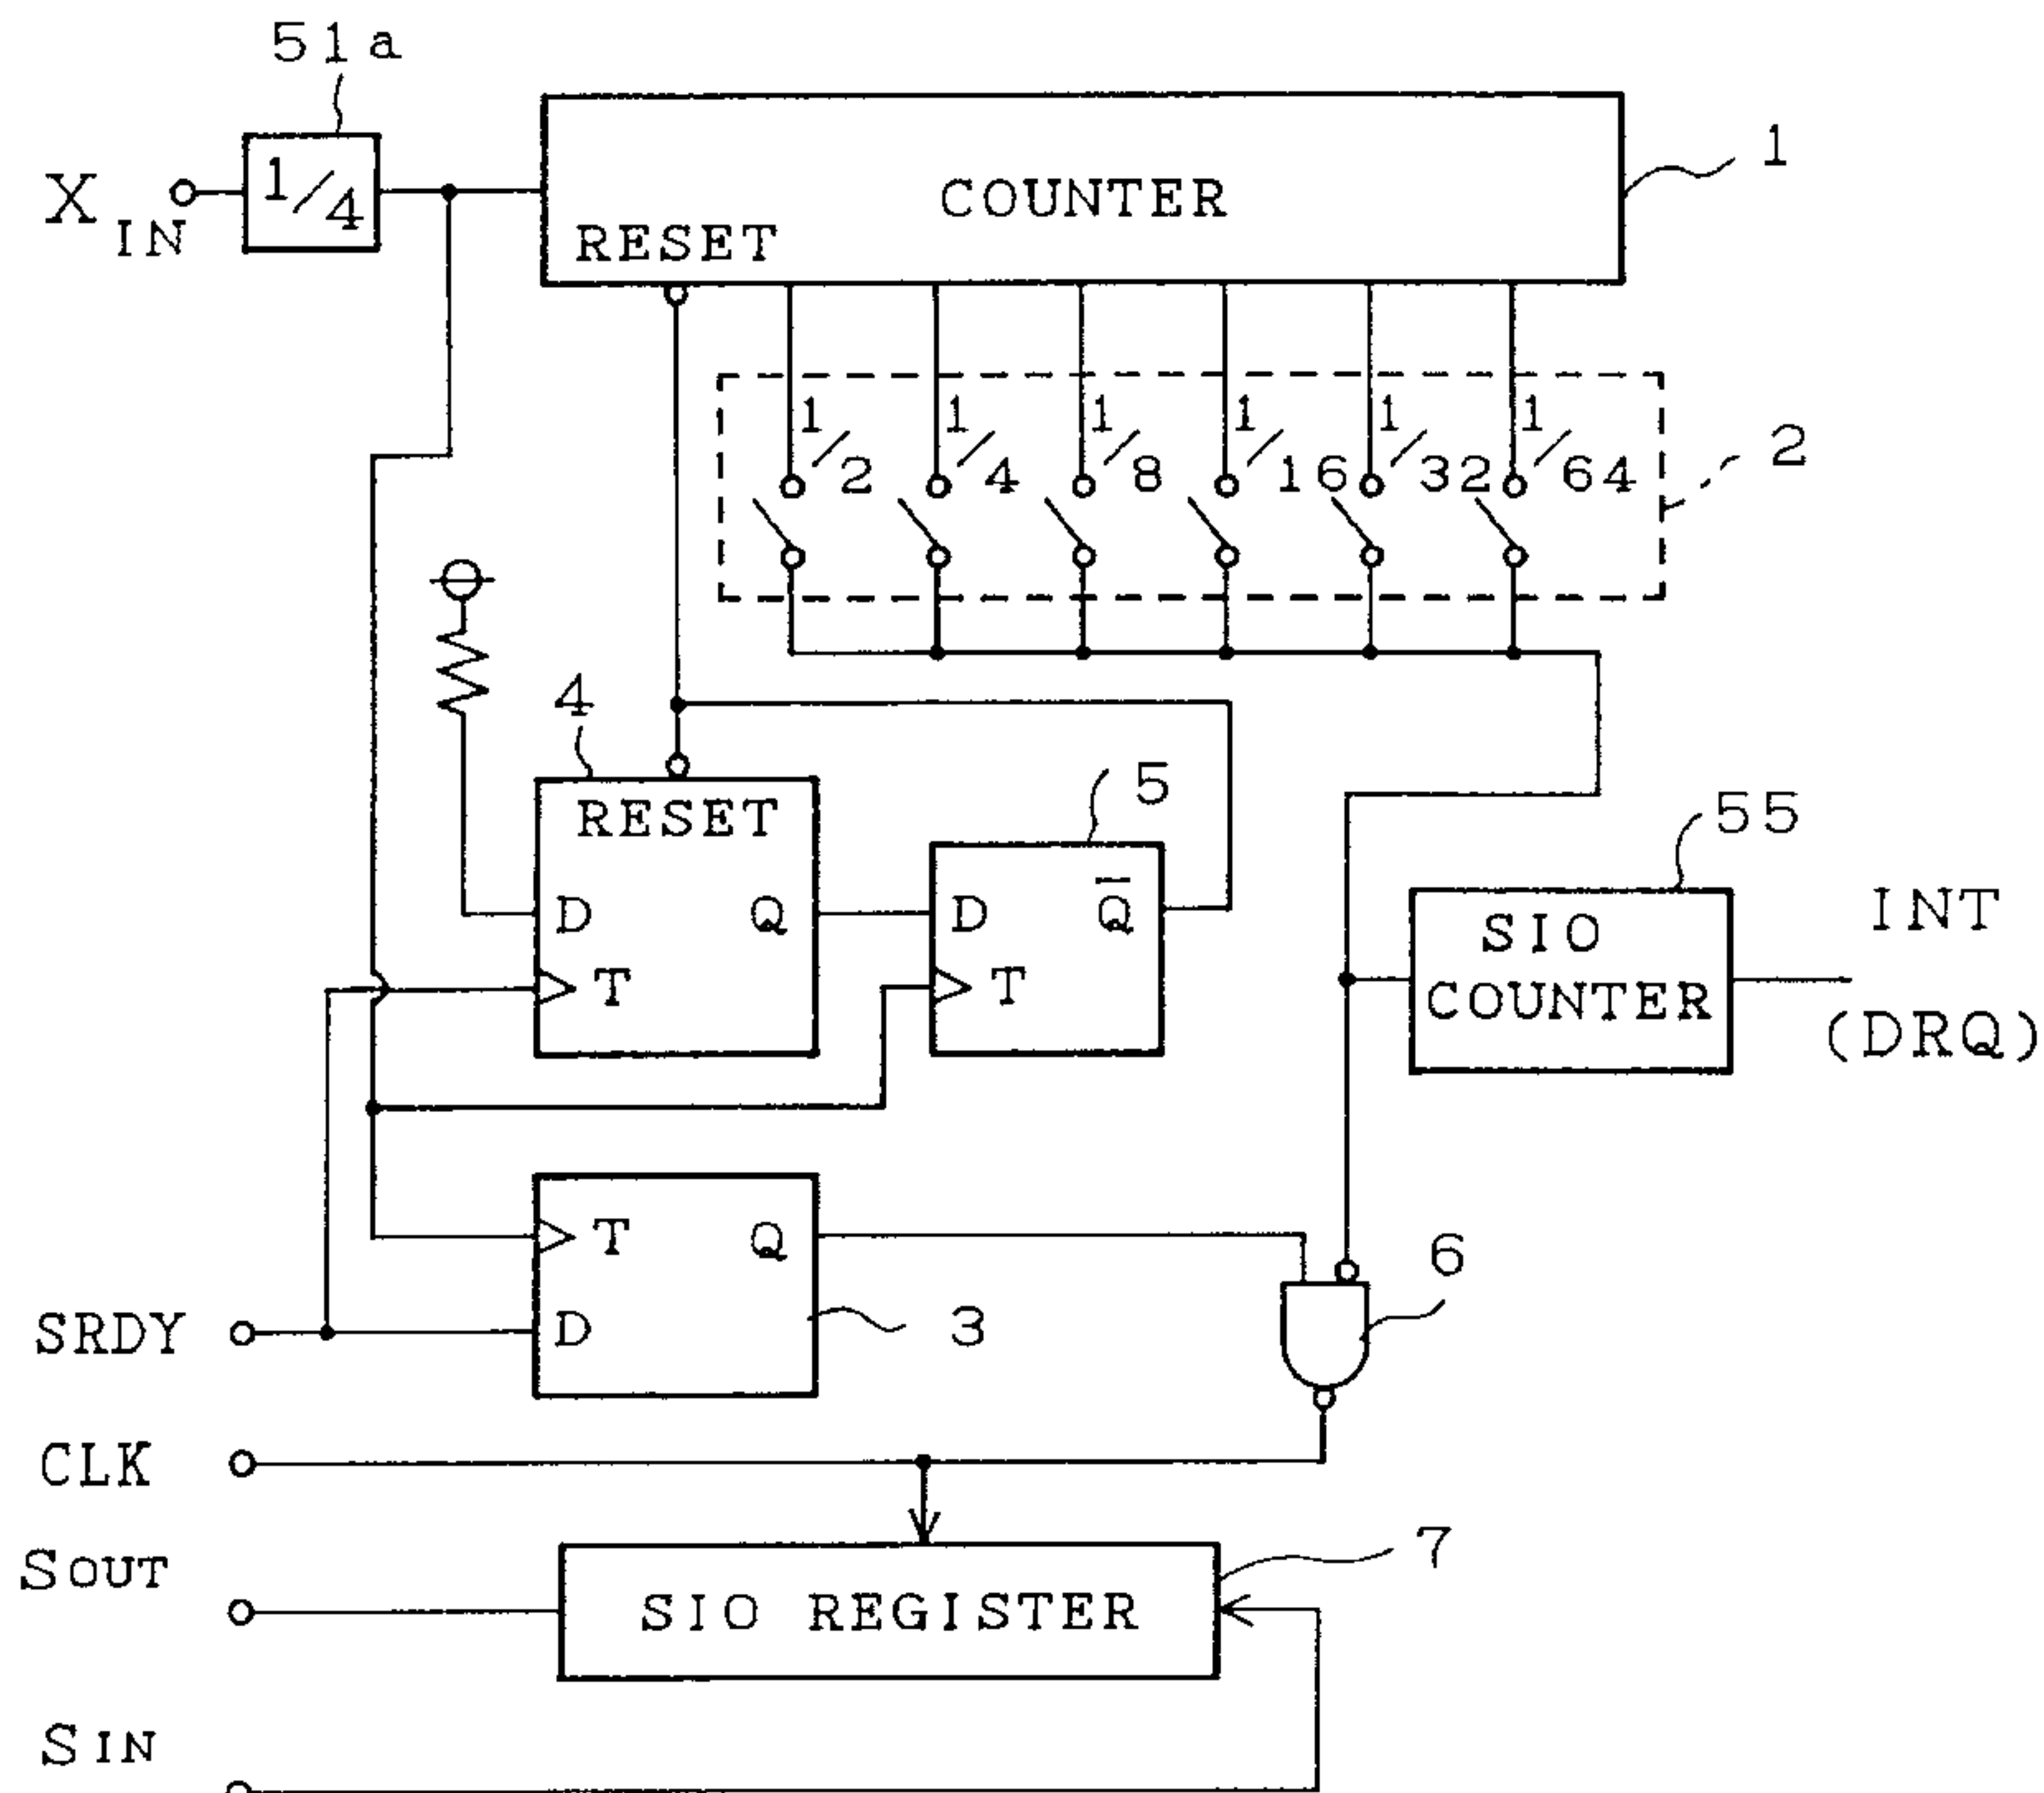 51a
1
X IN
1/4
COUNTER
RESET
1/2
1/4
1/8
1/16
1/32
1/64
2
4
RESET
D
Q
T
5
D
Q̅
T
55
SIO
COUNTER
INT
(DRQ)
T
Q
D
3
6
SRDY
CLK
SOUT
SIO REGISTER
7
SIN